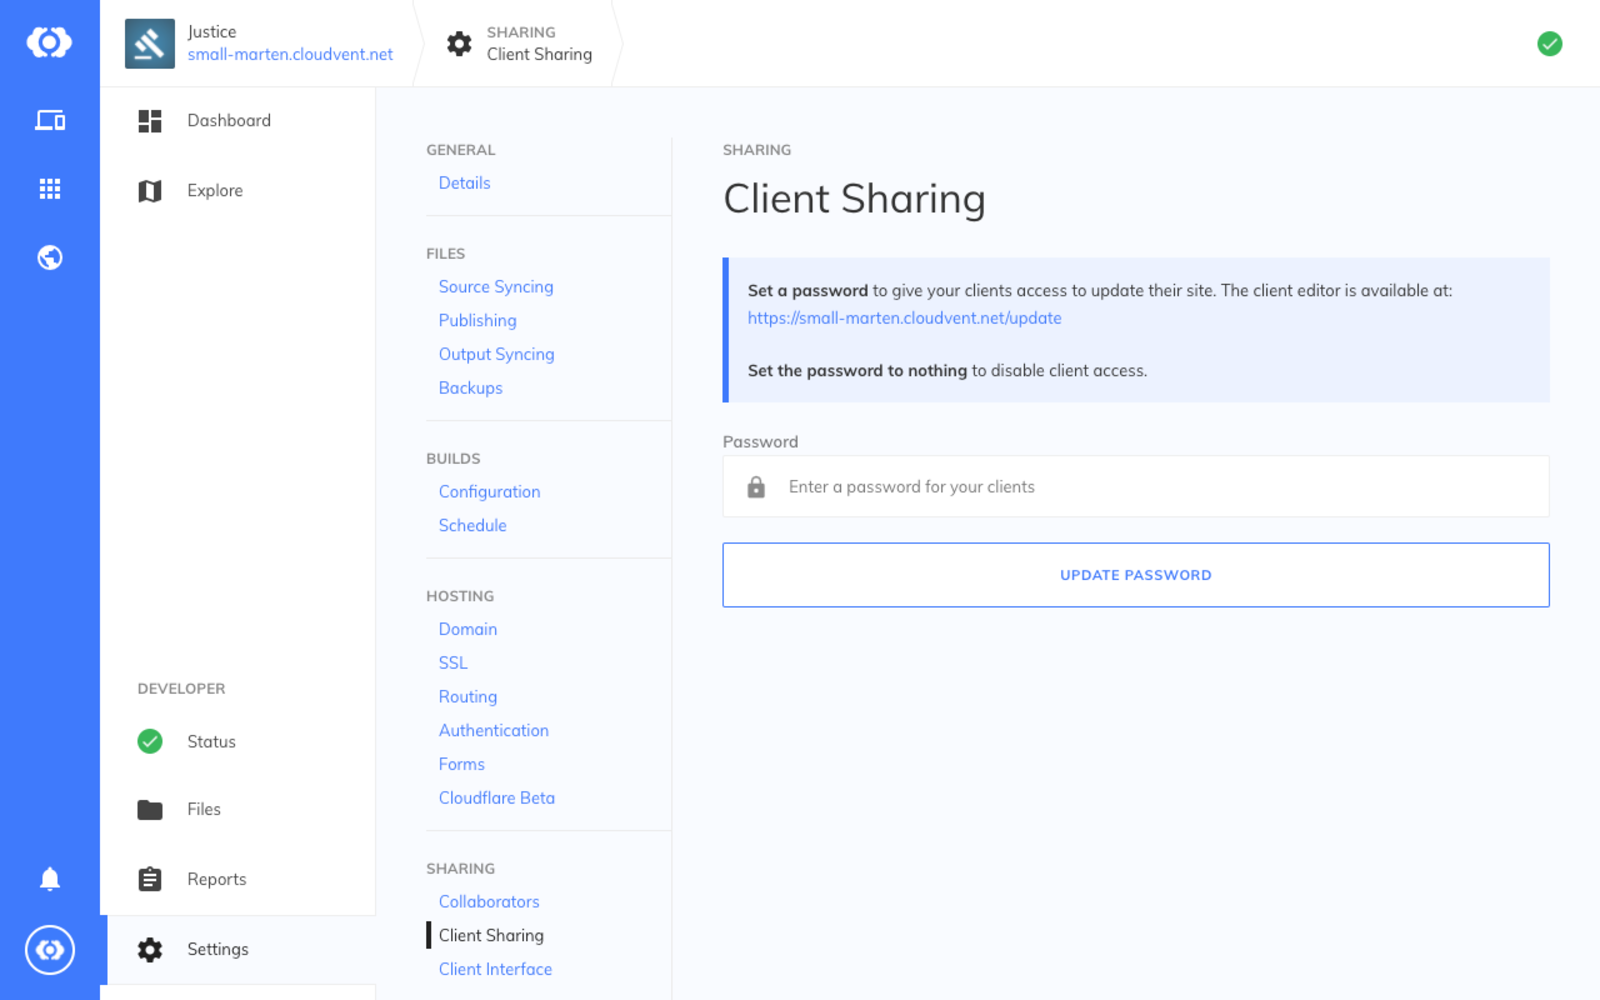 Justice
small-marten.cloudvent.net
SHARING
Client Sharing
Dashboard
Explore
DEVELOPER
Status
Files
Reports
Settings
GENERAL
Details
FILES
Source Syncing
Publishing
Output Syncing
Backups
BUILDS
Configuration
Schedule
HOSTING
Domain
SSL
Routing
Authentication
Forms
Cloudflare Beta
SHARING
Collaborators
Client Sharing
Client Interface
SHARING
Client Sharing
Set a password to give your clients access to update their site. The client editor is available at:
https://small-marten.cloudvent.net/update
Set the password to nothing to disable client access.
Password
Enter a password for your clients
UPDATE PASSWORD